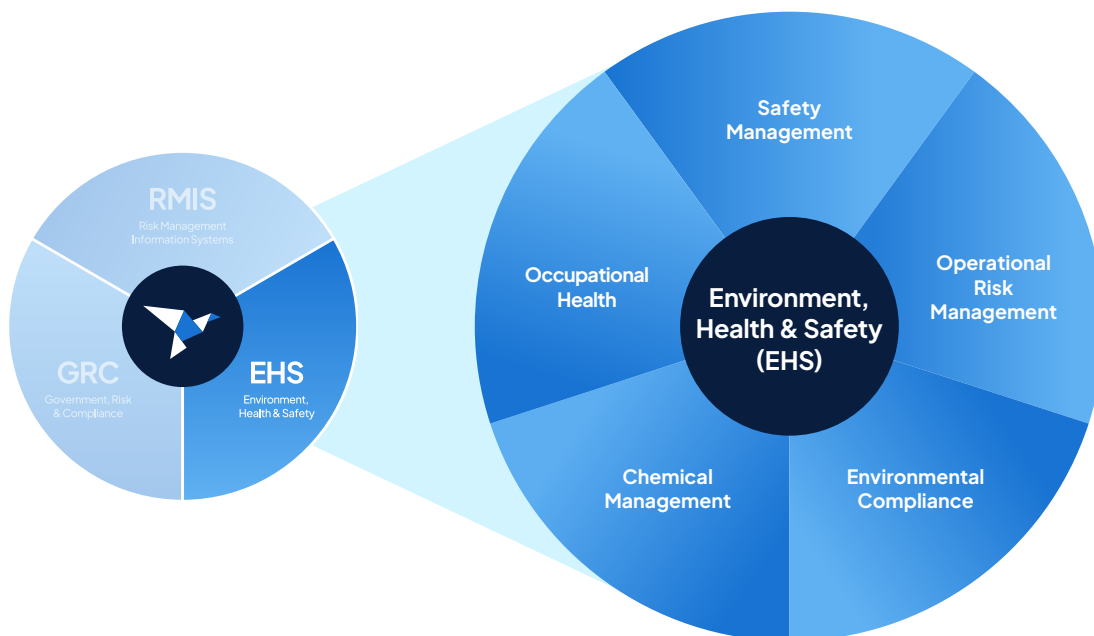 RMIS
Risk Management
Information Systems
GRC
Government, Risk
& Compliance
EHS
Environment,
Health & Safety
Safety
Management
Operational
Risk
Management
Environmental
Compliance
Chemical
Management
Occupational
Health
Environment,
Health & Safety
(EHS)